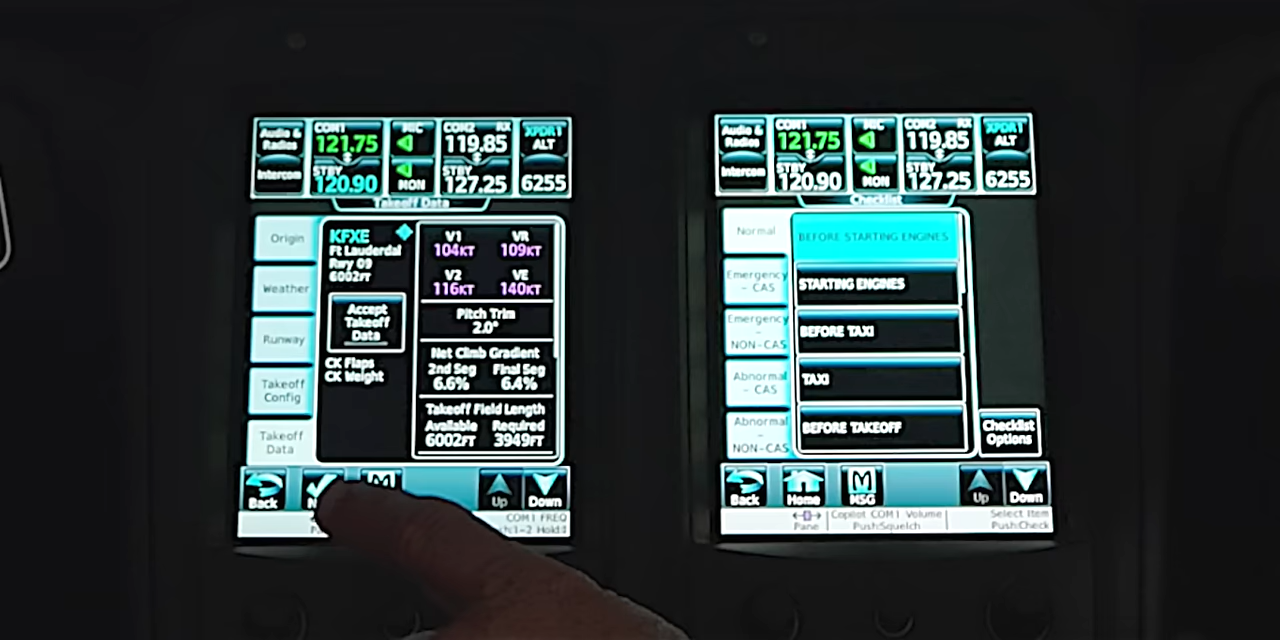 Audio &
Radios
Intercom
COM1
121.75
STBY
120.90
MIC
MON
COM2 RX
119.85
127.25
XPDR1
ALT
6255
Takeoff Data
Origin
Weather
Runway
Takeoff
Config
Takeoff
Data
KFXE
Ft Lauderdal
Rwy 09
6002FT
Accept
Takeoff
Data
CK Flaps
CK Weight
V1 VR
104KT 109KT
V2 VE
116KT 140KT
Pitch Trim
2.0°
Net Climb Gradient
2nd Seg Final Seg
6.6% 6.4%
Takeoff Field Length
Available Required
6002FT 3949FT
Back
Up
Down
COM1 FREQ
Audio &
Radios
Intercom
COM1
121.75
STBY
120.90
MIC
MON
COM2 RX
119.85
127.25
XPDR1
ALT
6255
Checklist
Normal
Emergency
- CAS
Emergency
-
NON-CAS
Abnormal
- CAS
Abnormal
-
NON-CAS
BEFORE STARTING ENGINES
STARTING ENGINES
BEFORE TAXI
TAXI
BEFORE TAKEOFF
Checklist
Options
Back
Home
MSG
Up
Down
Pane
Copilot COM1 Volume
Push:Squelch
Select Item
Push:Check